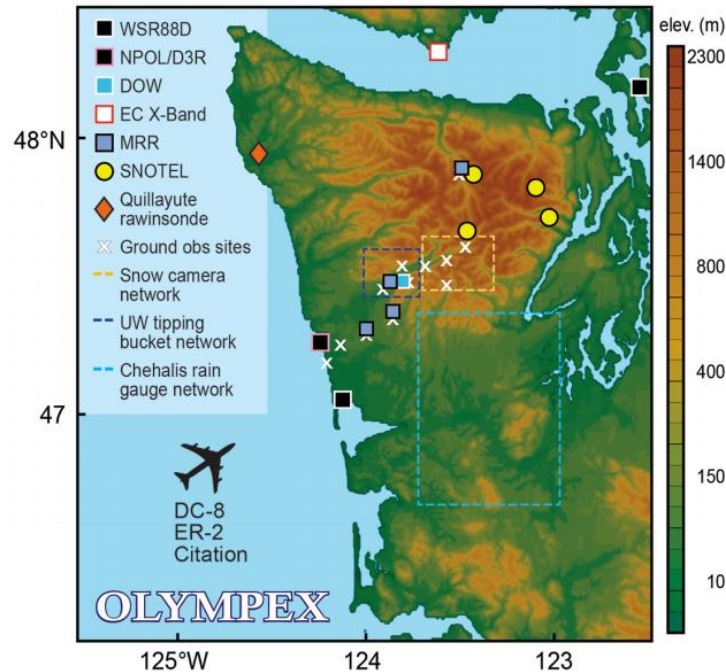 WSR88D
NPOL/D3R
DOW
EC X-Band
MRR
SNOTEL
Quillayute
rawinsonde
Ground obs sites
Snow camera
network
UW tipping
bucket network
Chehalis rain
gauge network
DC-8
ER-2
Citation
OLYMPEX
48°N
47
125°W
124
123
elev. (m)
2300
1400
800
400
150
10